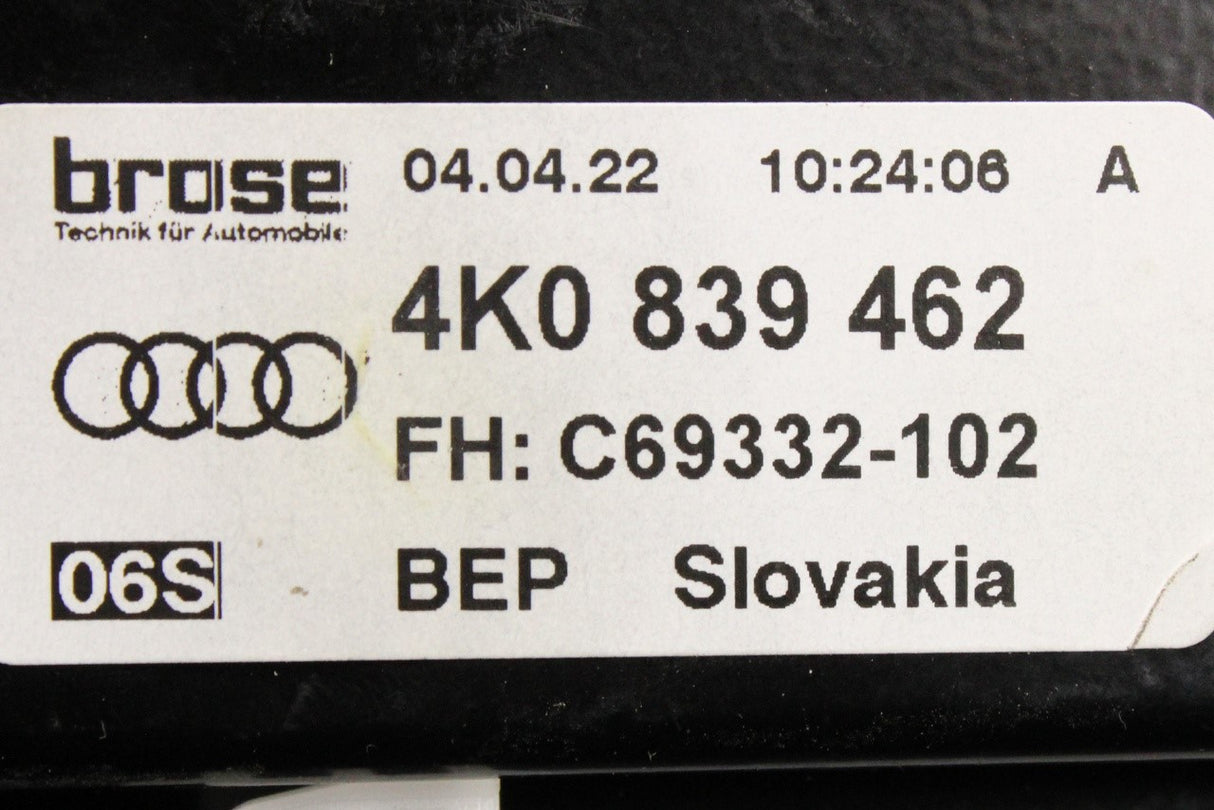 brose 04.04.22 10:24:06 A
Technik für Automobile
4K0 839 462
FH: C69332-102
06S BEP Slovakia